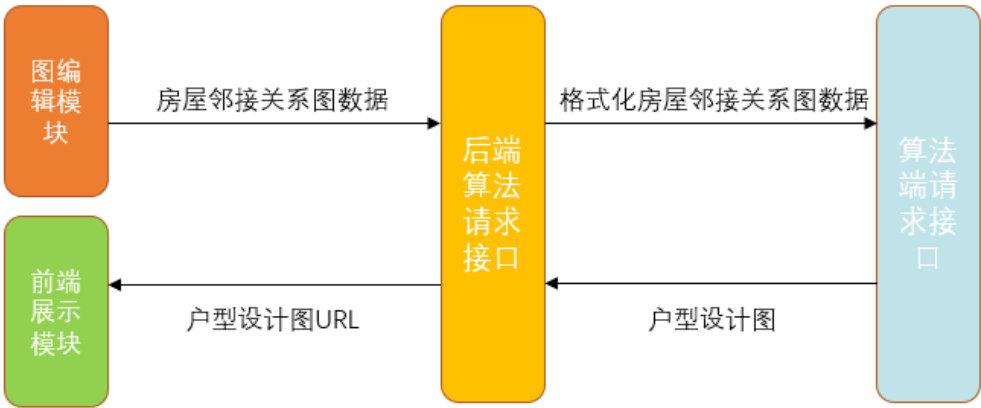 图编
辑模
块
房屋邻接关系图数据
后端
算法
请求
接口
格式化房屋邻接关系图数据
算法
端请
求接
口
前端
展示
模块
户型设计图URL
户型设计图